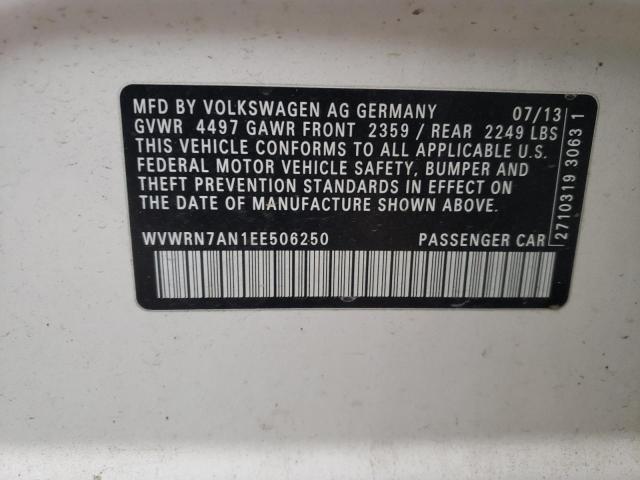 MFD BY VOLKSWAGEN AG GERMANY 07/13
GVWR 4497 GAWR FRONT 2359 / REAR 2249 LBS
THIS VEHICLE CONFORMS TO ALL APPLICABLE U.S.
FEDERAL MOTOR VEHICLE SAFETY, BUMPER AND
THEFT PREVENTION STANDARDS IN EFFECT ON
THE DATE OF MANUFACTURE SHOWN ABOVE.
WVWRN7AN1EE506250 PASSENGER CAR
2710319 3063 1